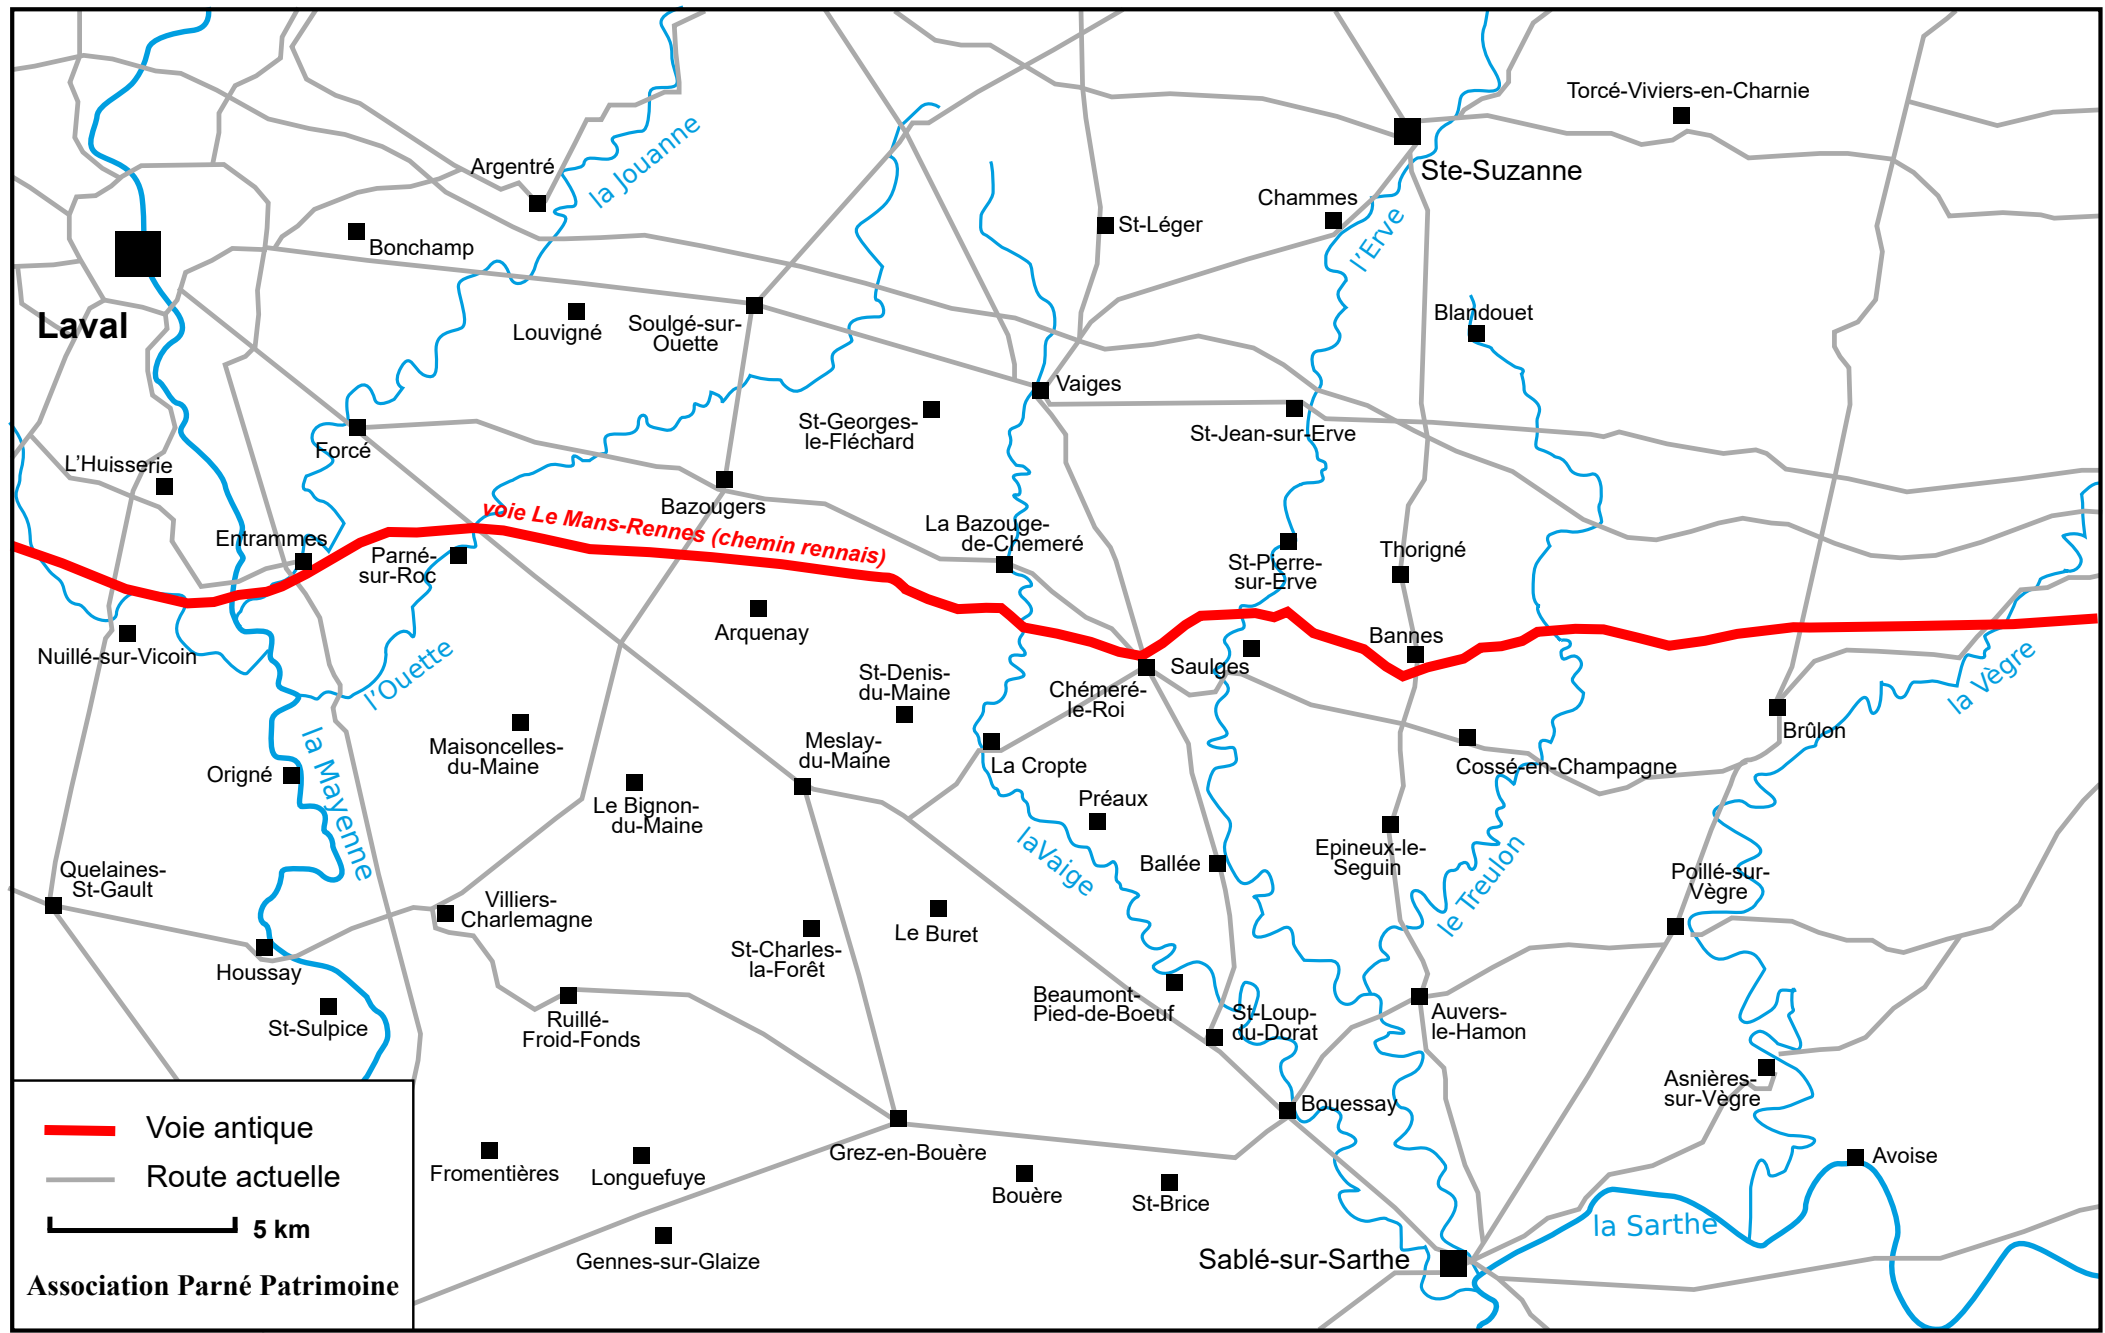 Torcé-Viviers-en-Charnie
la Jouanne
Argentré
Ste-Suzanne
Chammes
St-Léger
Bonchamp
l'Erve
Laval
Louvigné
Soulgé-sur-
Ouette
Blandouet
Vaiges
St-Georges-
le-Fléchard
St-Jean-sur-Erve
Forcé
L'Huisserie
Bazougers
voie Le Mans-Rennes (chemin rennais)
La Bazouge-
de-Chemeré
Entrammes
Parné-
sur-Roc
St-Pierre-
sur-Erve
Thorigné
Arquenay
Bannes
Nuillé-sur-Vicoin
l'Ouette
St-Denis-
du-Maine
Saulges
Chémeré-
le-Roi
la Vègre
Brûlon
la Mayenne
Maisoncelles-
du-Maine
Meslay-
du-Maine
La Cropte
Cossé-en-Champagne
Origné
Le Bignon-
du-Maine
Préaux
laVaige
Ballée
Epineux-le-
Seguin
le Treulon
Quelaines-
St-Gault
Poillé-sur-
Vègre
Villiers-
Charlemagne
St-Charles-
la-Forêt
Le Buret
Houssay
St-Sulpice
Ruillé-
Froid-Fonds
Beaumont-
Pied-de-Boeuf
St-Loup-
du-Dorat
Auvers-
le-Hamon
Asnières-
sur-Vègre
Bouessay
Grez-en-Bouère
Avoise
Fromentières
Longuefuye
Bouère
St-Brice
la Sarthe
Gennes-sur-Glaize
Sablé-sur-Sarthe
Voie antique
Route actuelle
5 km
Association Parné Patrimoine